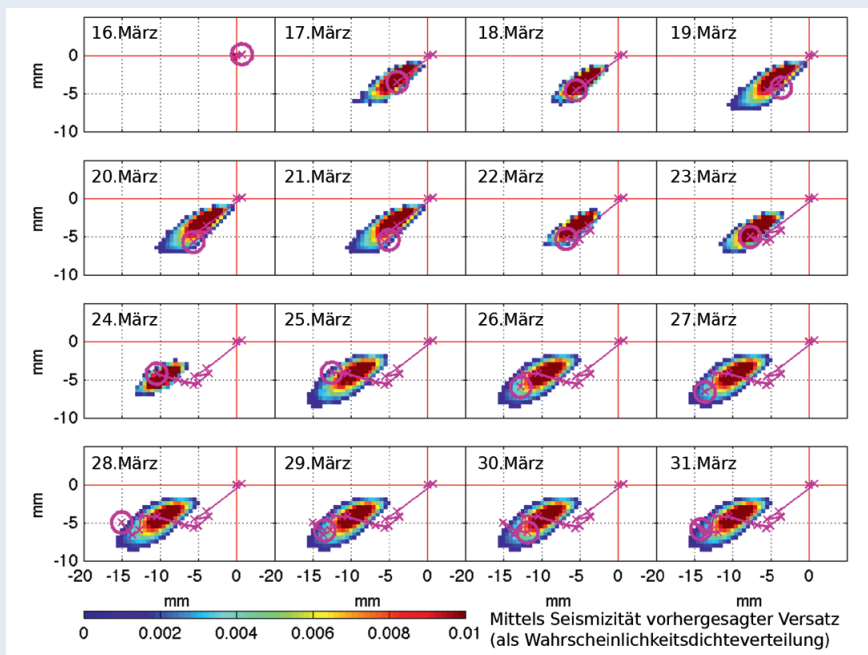 16.März 17.März 18.März 19.März
0
-5
-10
mm
20.März 21.März 22.März 23.März
0
-5
-10
mm
24.März 25.März 26.März 27.März
0
-5
-10
mm
28.März 29.März 30.März 31.März
0
-5
-10
mm
-20 -15 -10 -5 0 -20 -15 -10 -5 0 -20 -15 -10 -5 0 -20 -15 -10 -5 0
mm mm mm mm
0 0.002 0.004 0.006 0.008 0.01
Mittels Seismizität vorhergesagter Versatz
(als Wahrscheinlichkeitsdichteverteilung)